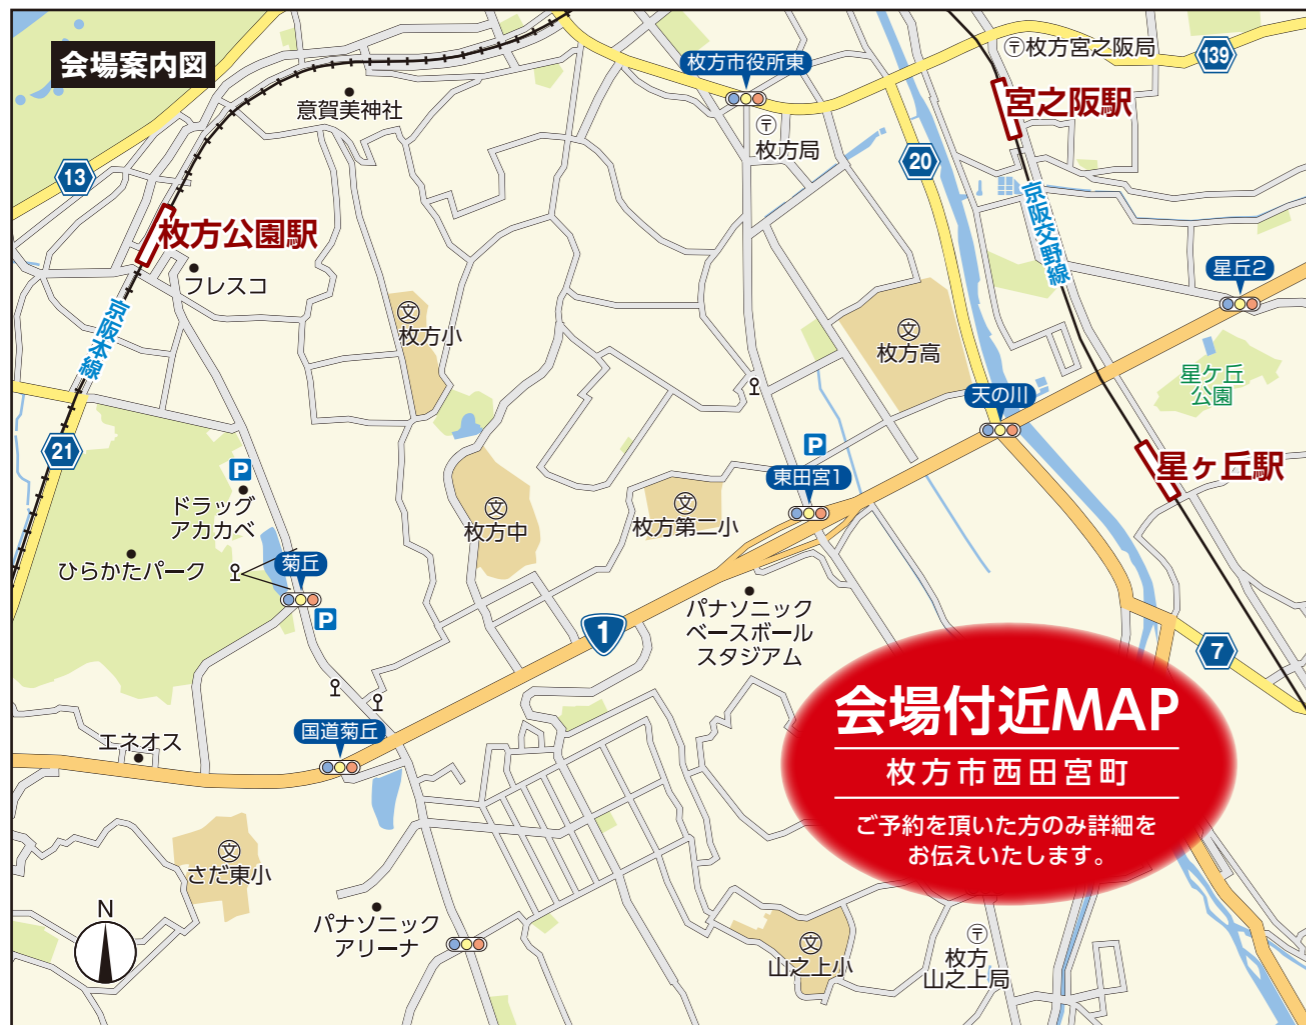 会場案内図
意賀美神社
枚方市役所東
〒枚方宮之阪局
139
宮之阪駅
〒
枚方局
13
20
枚方公園駅
フレスコ
京阪本線
京阪交野線
星丘2
文
枚方小
文
枚方高
星ケ丘
公園
天の川
21
P
P
星ヶ丘駅
東田宮1
ドラッグ
アカカベ
文
枚方中
文
枚方第二小
菊丘
ひらかたパーク
P
1
パナソニック
ベースボール
スタジアム
7
会場付近MAP
枚方市西田宮町
ご予約を頂いた方のみ詳細を
お伝えいたします。
国道菊丘
エネオス
文
さだ東小
N
パナソニック
アリーナ
文
山之上小
〒
枚方
山之上局